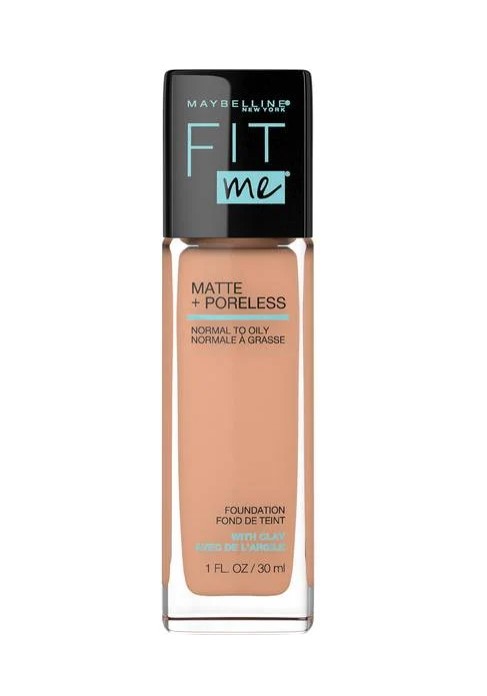 MAYBELLINE®
NEW YORK
FIT
me®
MATTE
+ PORELESS
NORMAL TO OILY
NORMALE À GRASSE
FOUNDATION
FOND DE TEINT
WITH CLAY
AVEC DE L'ARGILE
1 FL. OZ / 30 ml